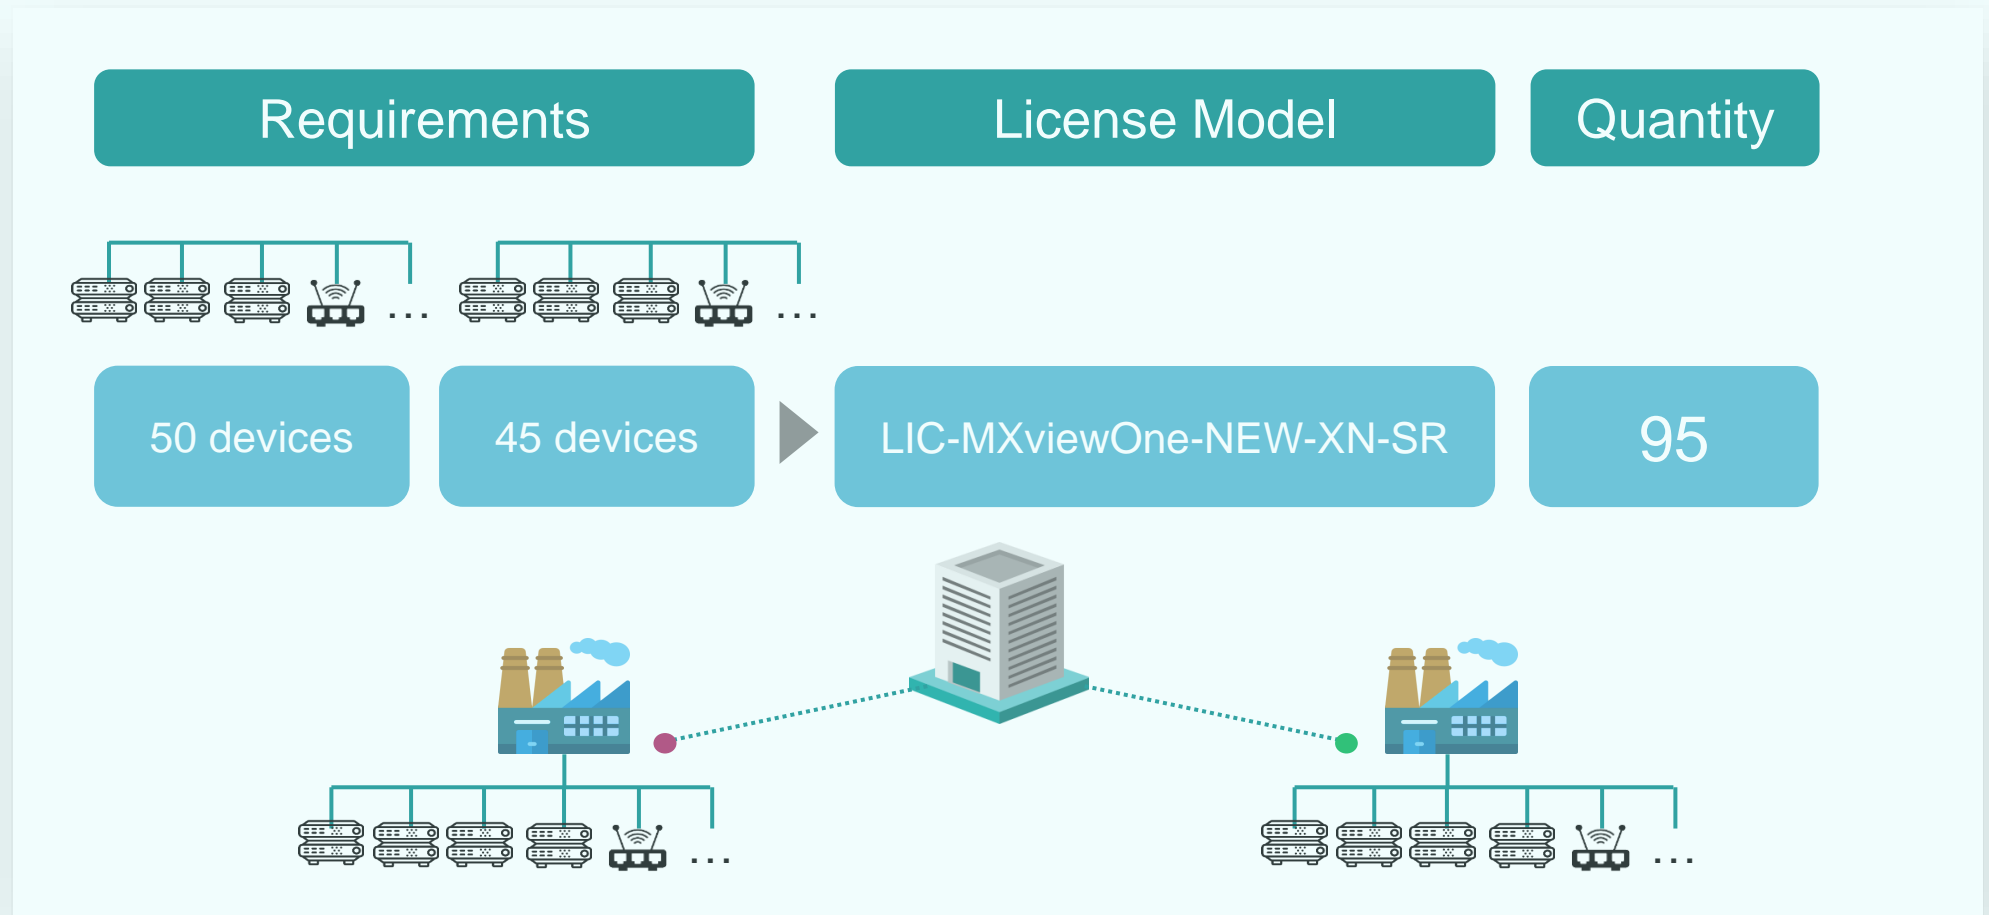 Requirements
License Model
Quantity
...
...
50 devices
45 devices
LIC-MXviewOne-NEW-XN-SR
95
...
...